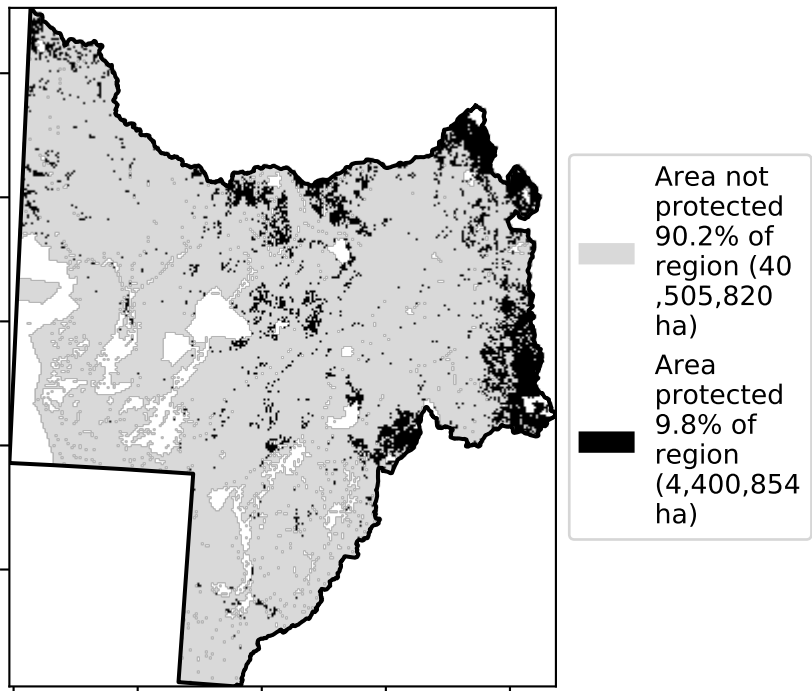 Area not
protected
90.2% of
region (40
,505,820
ha)
Area
protected
9.8% of
region
(4,400,854
ha)